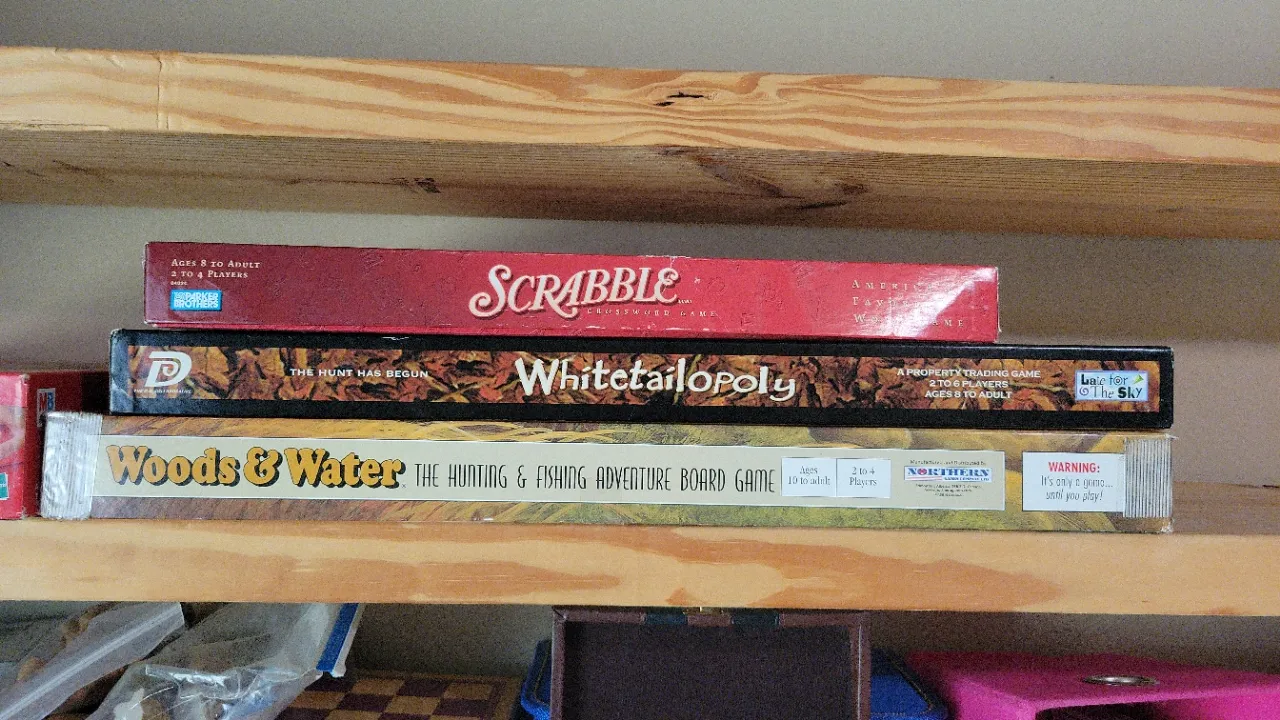 AGES 8 TO ADULT
2 TO 4 PLAYERS
PARKER
BROTHERS
SCRABBLE
CROSSWORD GAME
THE HUNT HAS BEGUN
Whitetailopoly
A PROPERTY TRADING GAME
2 TO 6 PLAYERS
AGES 8 TO ADULT
Late for
The Sky
Woods & Water
THE HUNTING & FISHING ADVENTURE BOARD GAME
Ages
10 to adult
2 to 4
Players
NORTHERN
WARNING:
It's only a game...
until you play!